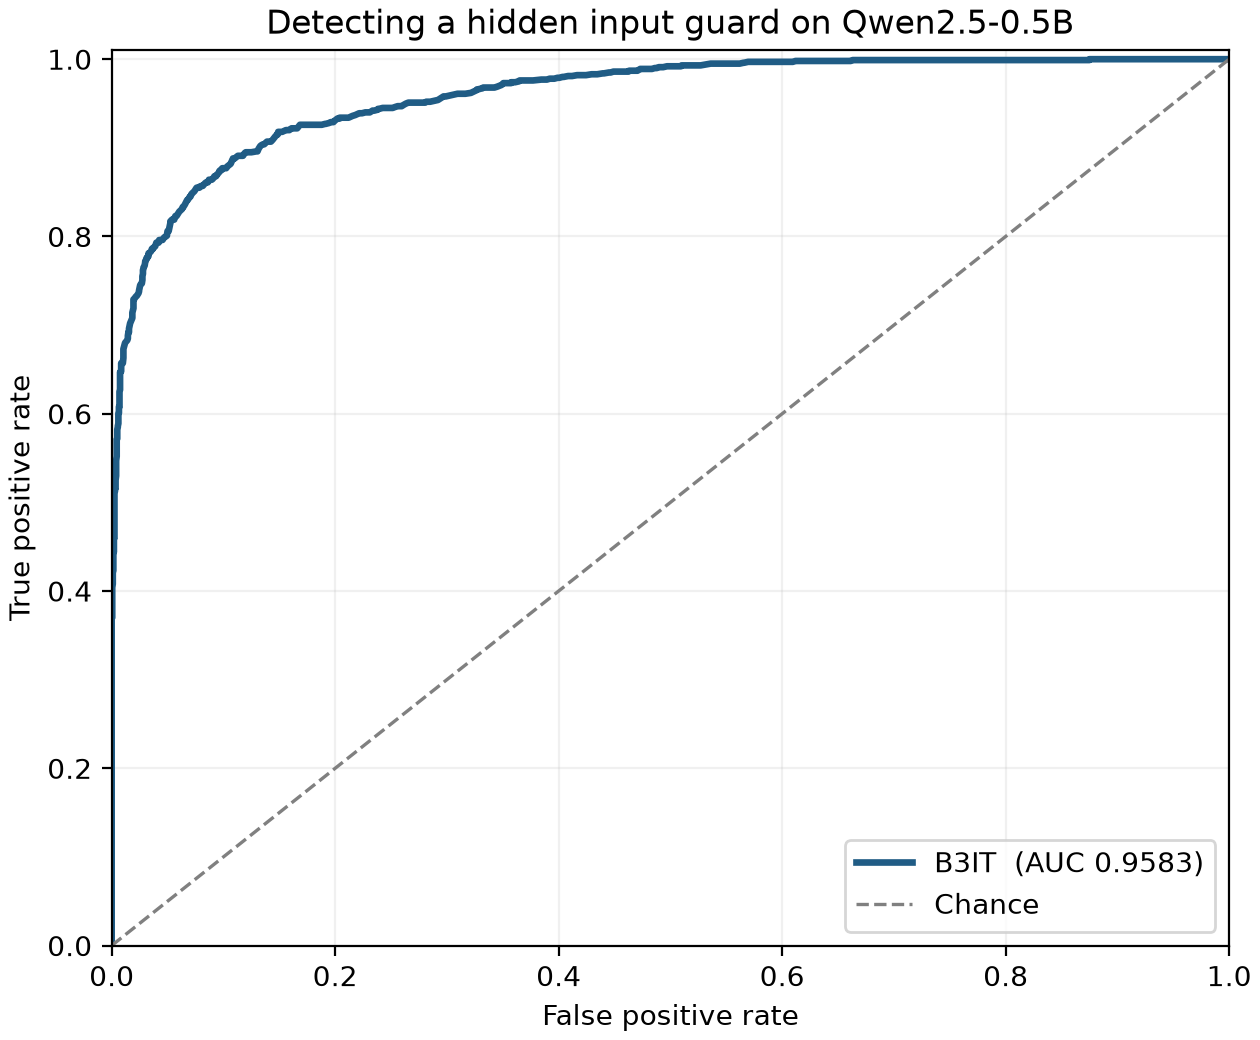 Detecting a hidden input guard on Qwen2.5-0.5B
1.0
0.8
0.6
0.4
0.2
0.0
True positive rate
B3IT (AUC 0.9583)
Chance
0.0 0.2 0.4 0.6 0.8 1.0
False positive rate